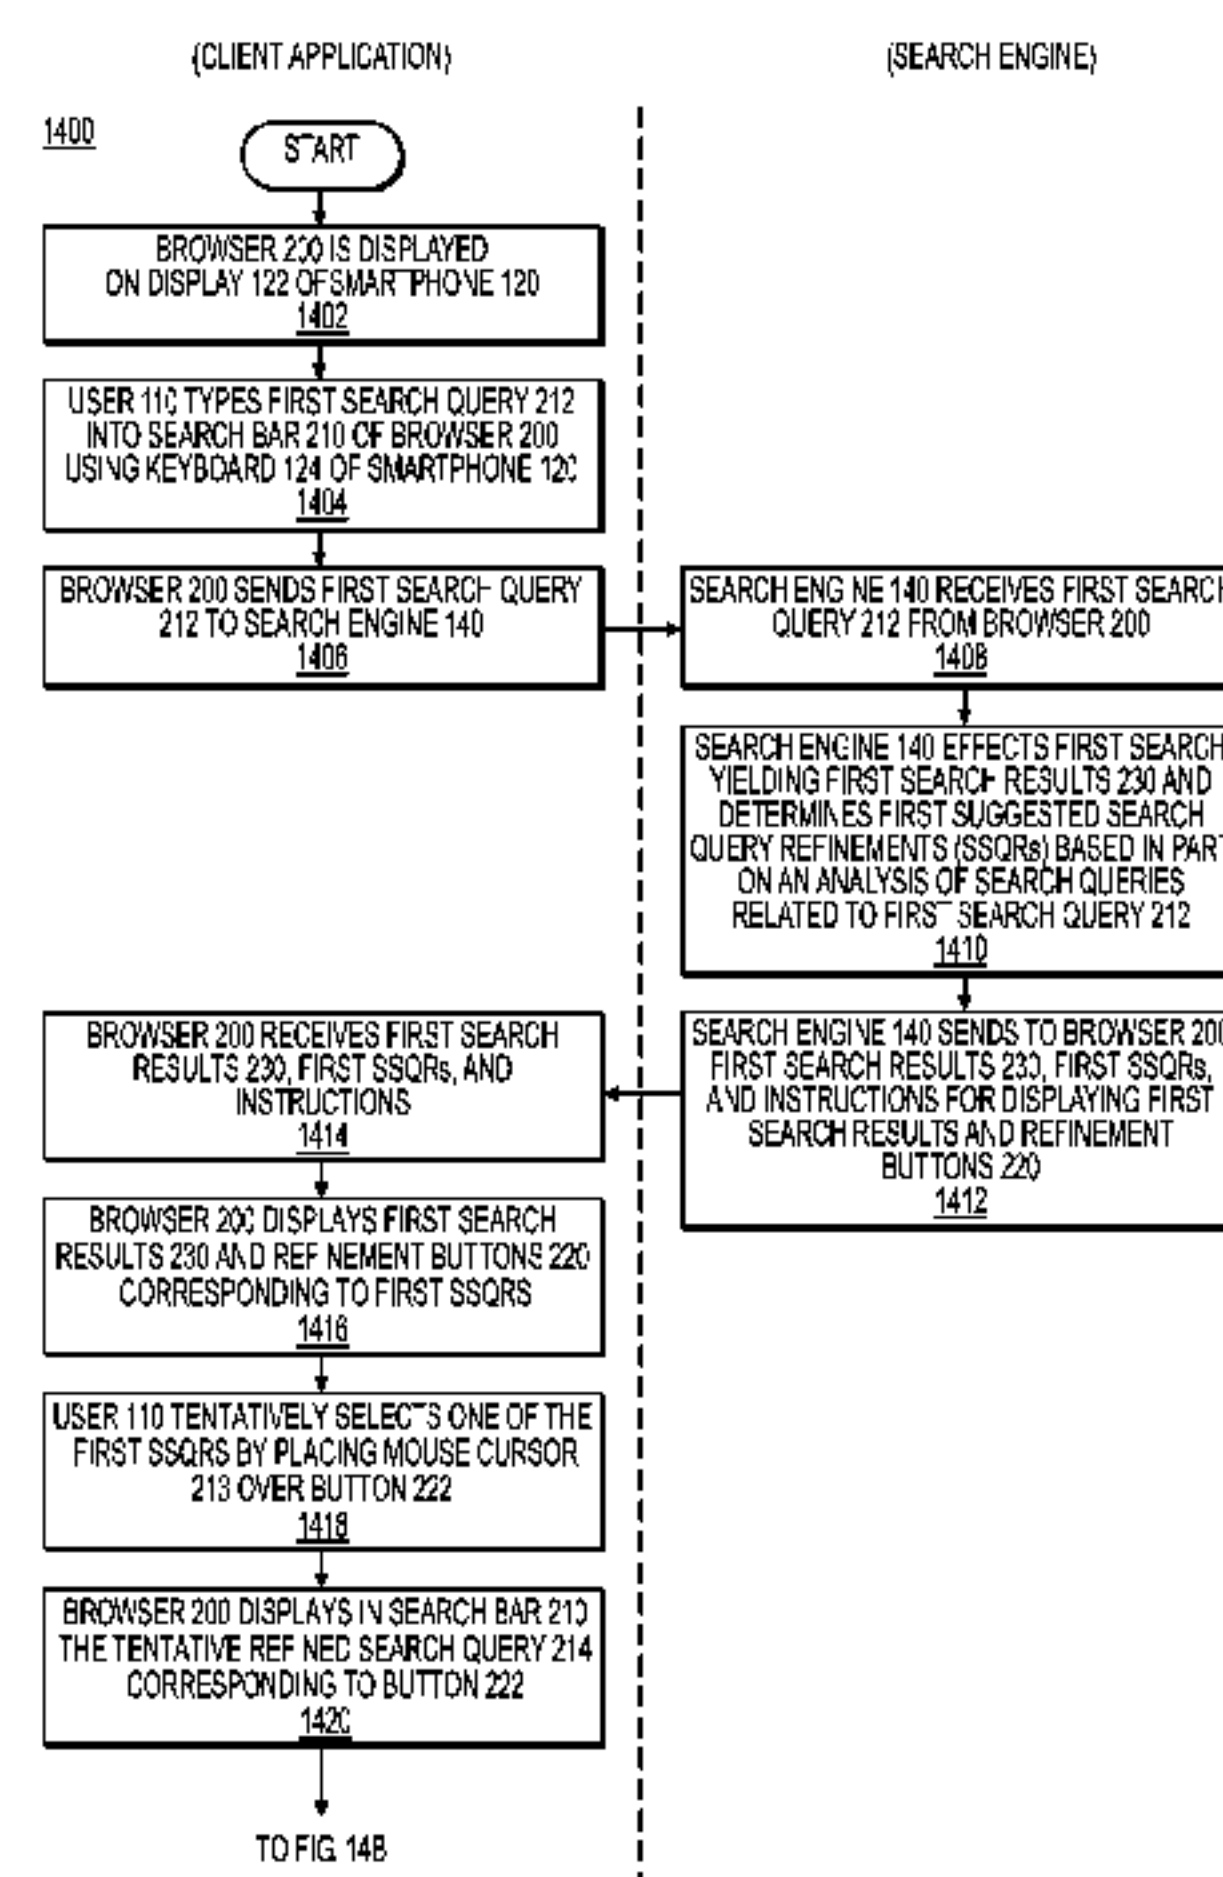 (CLIENT APPLICATION)
(SEARCH ENGINE)
1400
START
BROWSER 200 IS DISPLAYED
ON DISPLAY 122 OF SMARTPHONE 120
1402
USER 110 TYPES FIRST SEARCH QUERY 212
INTO SEARCH BAR 210 OF BROWSER 200
USING KEYBOARD 124 OF SMARTPHONE 120
1404
BROWSER 200 SENDS FIRST SEARCH QUERY
212 TO SEARCH ENGINE 140
1406
SEARCH ENGINE 140 RECEIVES FIRST SEARCH
QUERY 212 FROM BROWSER 200
1408
SEARCH ENGINE 140 EFFECTS FIRST SEARCH
YIELDING FIRST SEARCH RESULTS 230 AND
DETERMINES FIRST SUGGESTED SEARCH
QUERY REFINEMENTS (SSQRs) BASED IN PART
ON AN ANALYSIS OF SEARCH QUERIES
RELATED TO FIRST SEARCH QUERY 212
1410
SEARCH ENGINE 140 SENDS TO BROWSER 200
FIRST SEARCH RESULTS 230, FIRST SSQRs,
AND INSTRUCTIONS FOR DISPLAYING FIRST
SEARCH RESULTS AND REFINEMENT
BUTTONS 220
1412
BROWSER 200 RECEIVES FIRST SEARCH
RESULTS 230, FIRST SSQRs, AND
INSTRUCTIONS
1414
BROWSER 200 DISPLAYS FIRST SEARCH
RESULTS 230 AND REFINEMENT BUTTONS 220
CORRESPONDING TO FIRST SSQRS
1416
USER 110 TENTATIVELY SELECTS ONE OF THE
FIRST SSQRS BY PLACING MOUSE CURSOR
213 OVER BUTTON 222
1418
BROWSER 200 DISPLAYS IN SEARCH BAR 210
THE TENTATIVE REFINED SEARCH QUERY 214
CORRESPONDING TO BUTTON 222
1420
TO FIG. 14B